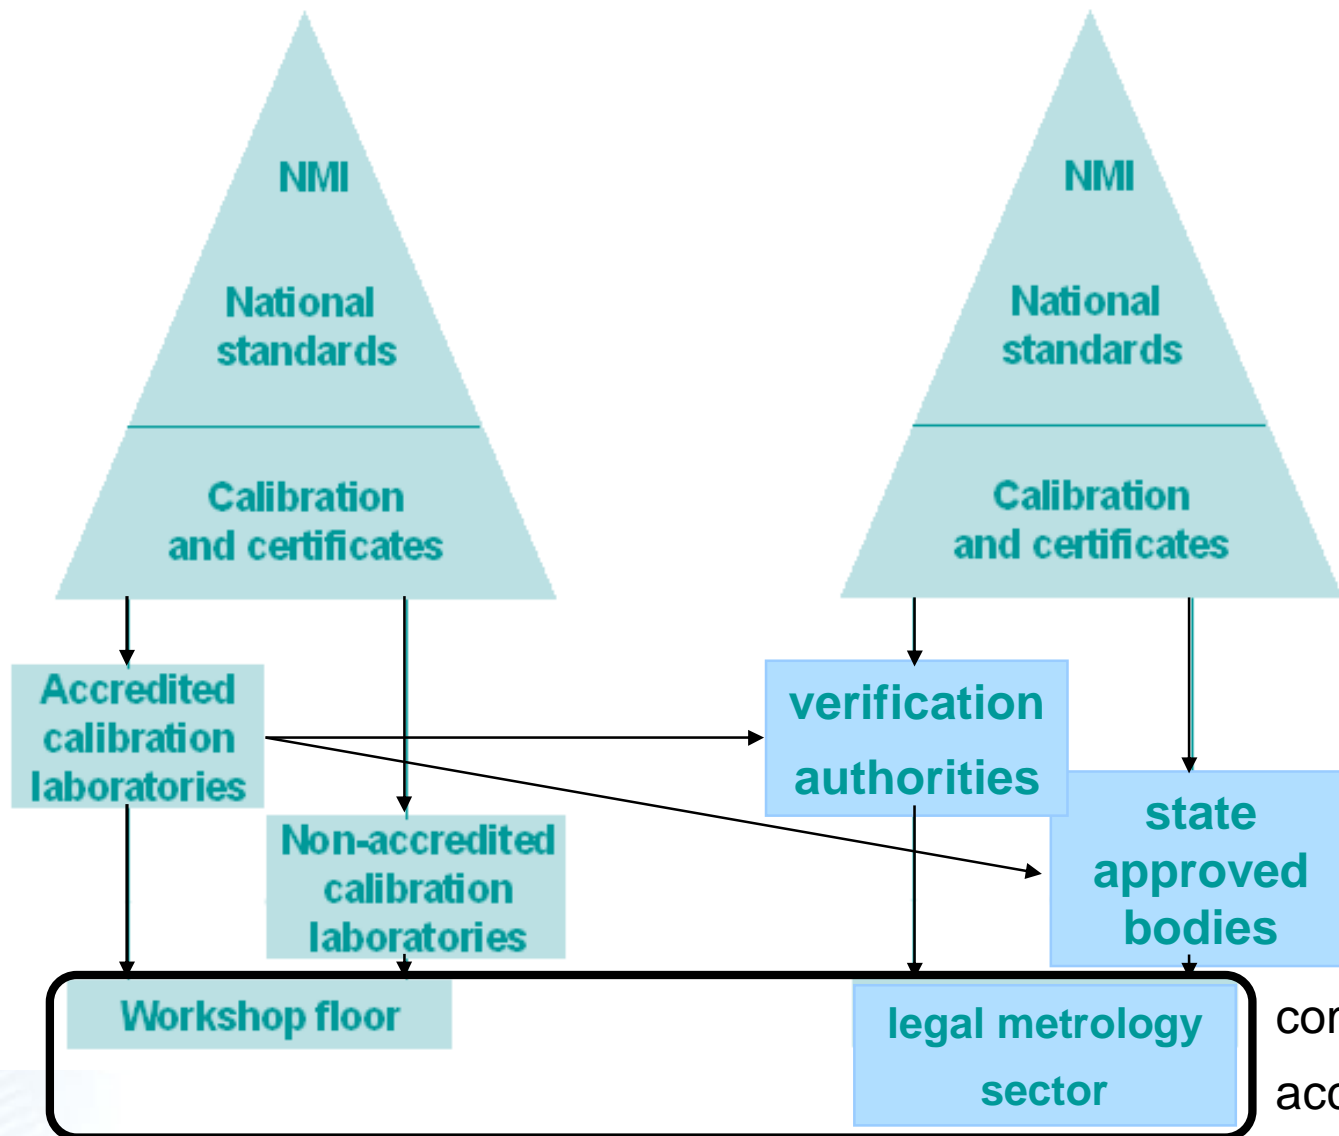 NMI
National
standards
Calibration
and certificates
NMI
National
standards
Calibration
and certificates
Accredited
calibration
laboratories
Non-accredited
calibration
laboratories
Workshop floor
verification
authorities
state
approved
bodies
legal metrology
sector